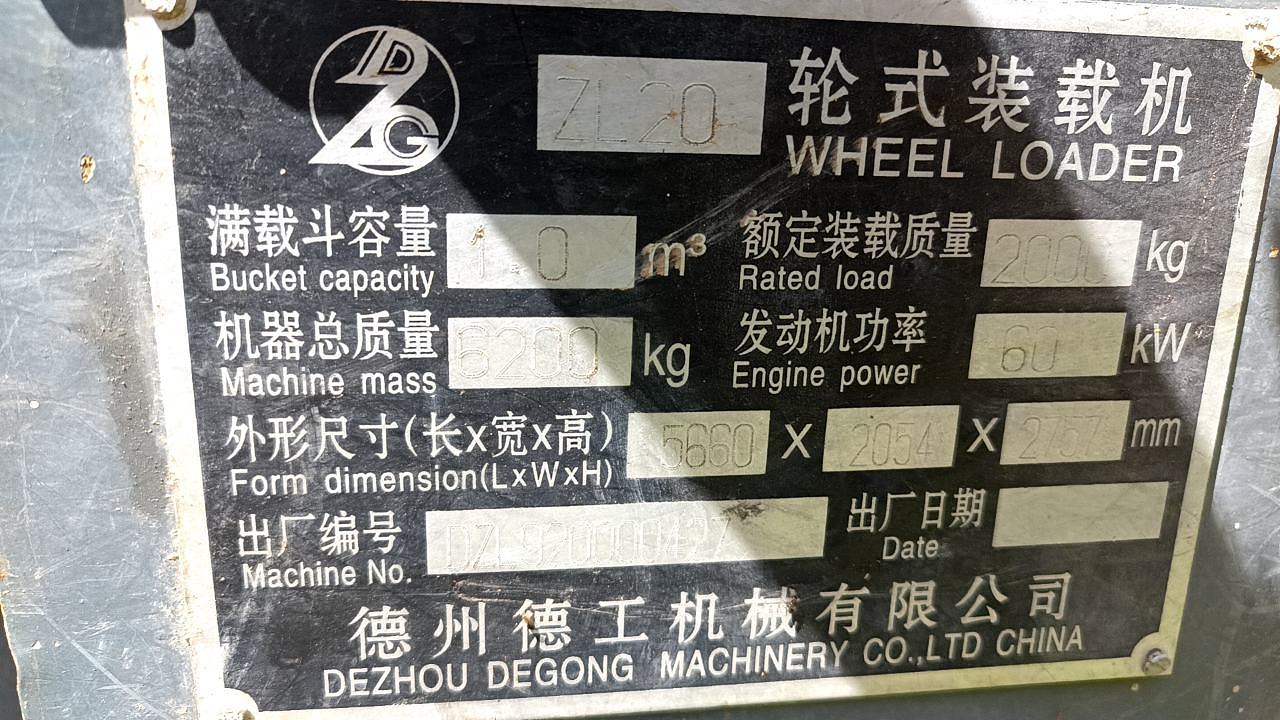 DZG
ZL20 轮式装载机
WHEEL LOADER
满载斗容量 1.0 m³ 额定装载质量 2000 kg
Bucket capacity Rated load
机器总质量 6200 kg 发动机功率 60 kW
Machine mass Engine power
外形尺寸(长x宽x高) 5660 X 2054 X 2757 mm
Form dimension(LxWxH)
出厂编号 出厂日期
Machine No. Date
德州德工机械有限公司
DEZHOU DEGONG MACHINERY CO.,LTD CHINA